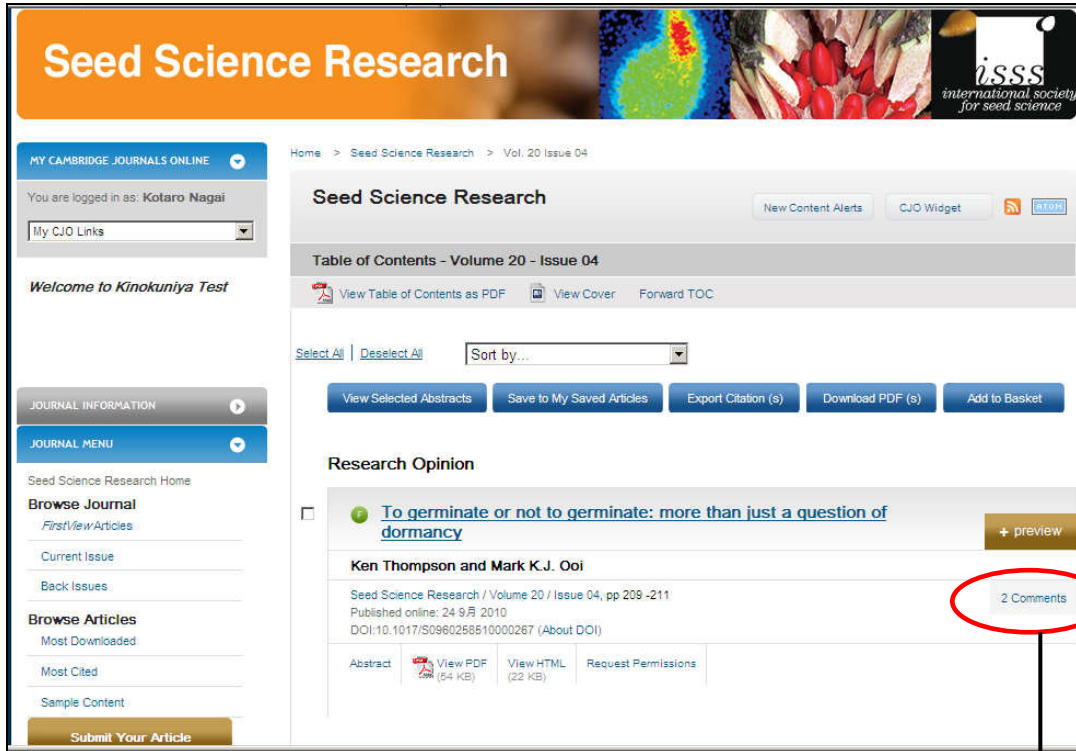 Seed Science Research
isss
international society
for seed science
MY CAMBRIDGE JOURNALS ONLINE
You are logged in as: Kotaro Nagai
My CJO Links
Welcome to Kinokuniya Test
JOURNAL INFORMATION
JOURNAL MENU
Seed Science Research Home
Browse Journal
FirstView Articles
Current Issue
Back Issues
Browse Articles
Most Downloaded
Most Cited
Sample Content
Submit Your Article
Home > Seed Science Research > Vol. 20 Issue 04
Seed Science Research
New Content Alerts
CJO Widget
ATOM
Table of Contents - Volume 20 - Issue 04
View Table of Contents as PDF View Cover Forward TOC
Select All | Deselect All Sort by...
View Selected Abstracts Save to My Saved Articles Export Citation (s) Download PDF (s) Add to Basket
Research Opinion
F To germinate or not to germinate: more than just a question of
dormancy
+ preview
Ken Thompson and Mark K.J. Ooi
Seed Science Research / Volume 20 / Issue 04, pp 209 -211
2 Comments
Published online: 24 9月 2010
DOI:10.1017/S0960258510000267 (About DOI)
Abstract View PDF View HTML Request Permissions
(54 KB) (22 KB)